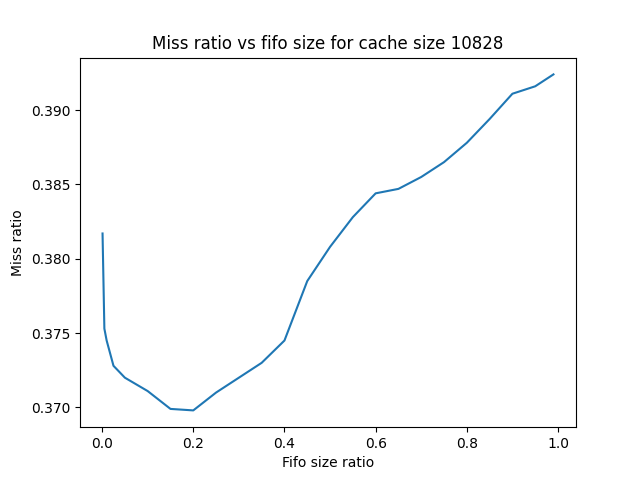 Miss ratio vs fifo size for cache size 10828
0.390
0.385
0.380
0.375
0.370
Miss ratio
0.0 0.2 0.4 0.6 0.8 1.0
Fifo size ratio